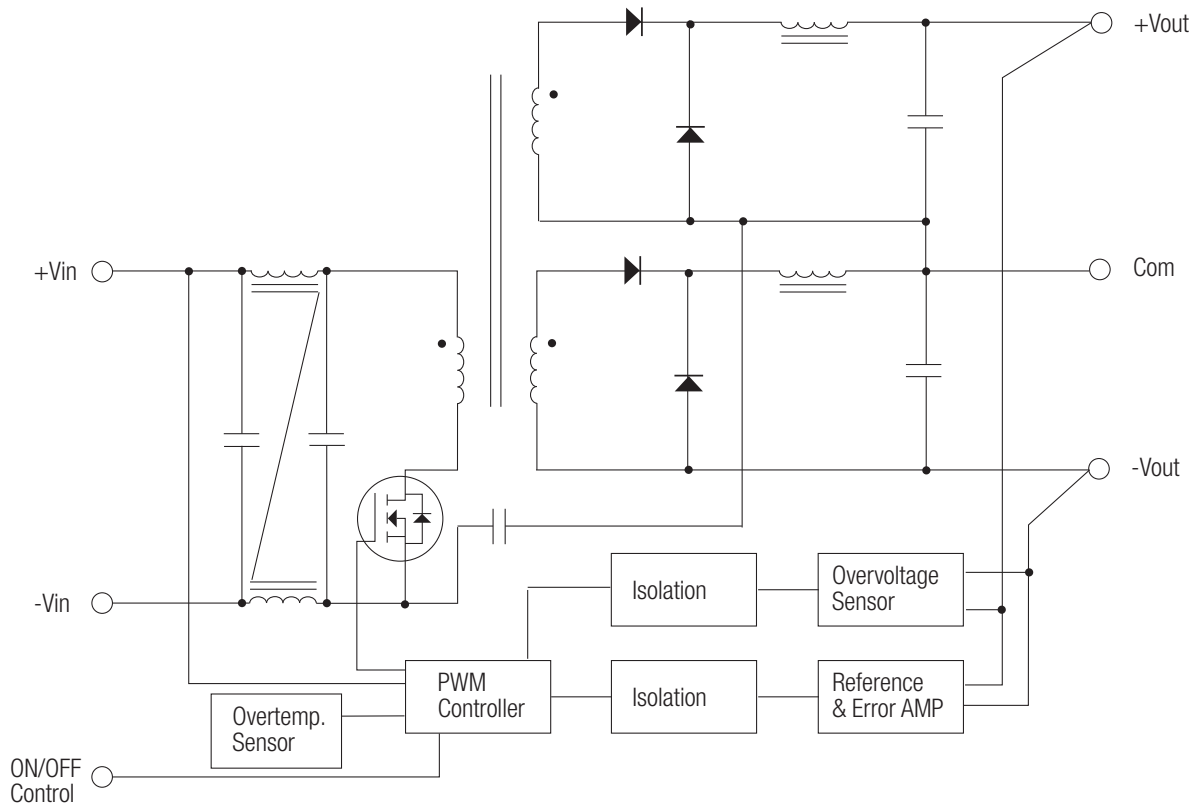 +Vout
+Vin
Com
-Vout
-Vin
Isolation
Overvoltage
Sensor
PWM
Controller
Isolation
Reference
& Error AMP
Overtemp.
Sensor
ON/OFF
Control